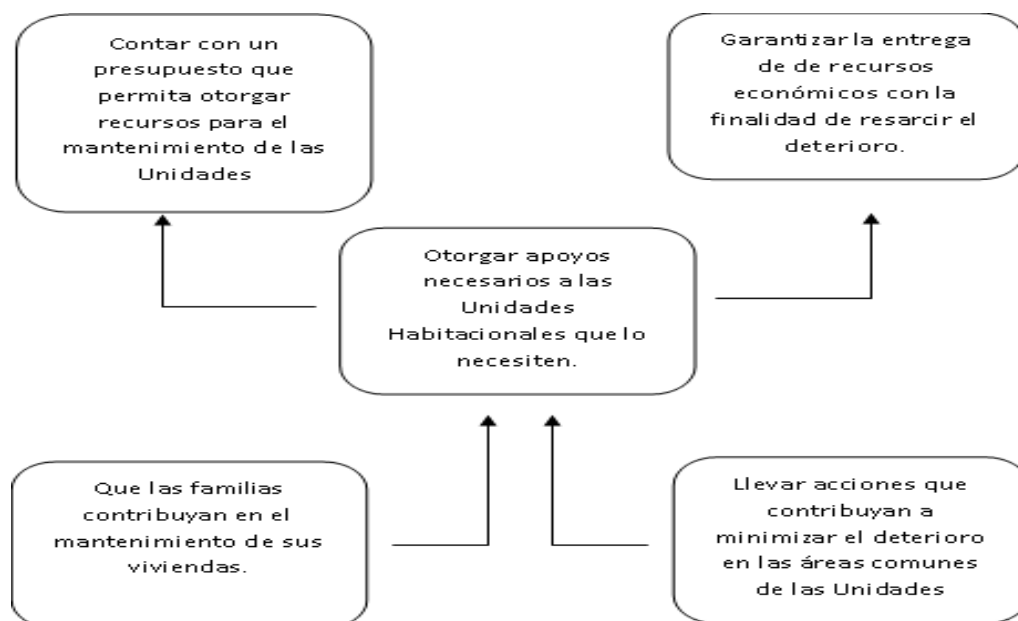 Contar con un
presupuesto que
permita otorgar
recursos para el
mantenimiento de las
Unidades
Garantizar la entrega
de de recursos
económicos con la
finalidad de resarcir el
deterioro.
Otorgar apoyos
necesarios a las
Unidades
Habitacionales que lo
necesiten.
Que las familias
contribuyan en el
mantenimiento de sus
viviendas.
Llevar acciones que
contribuyan a
minimizar el deterioro
en las áreas comunes
de las Unidades